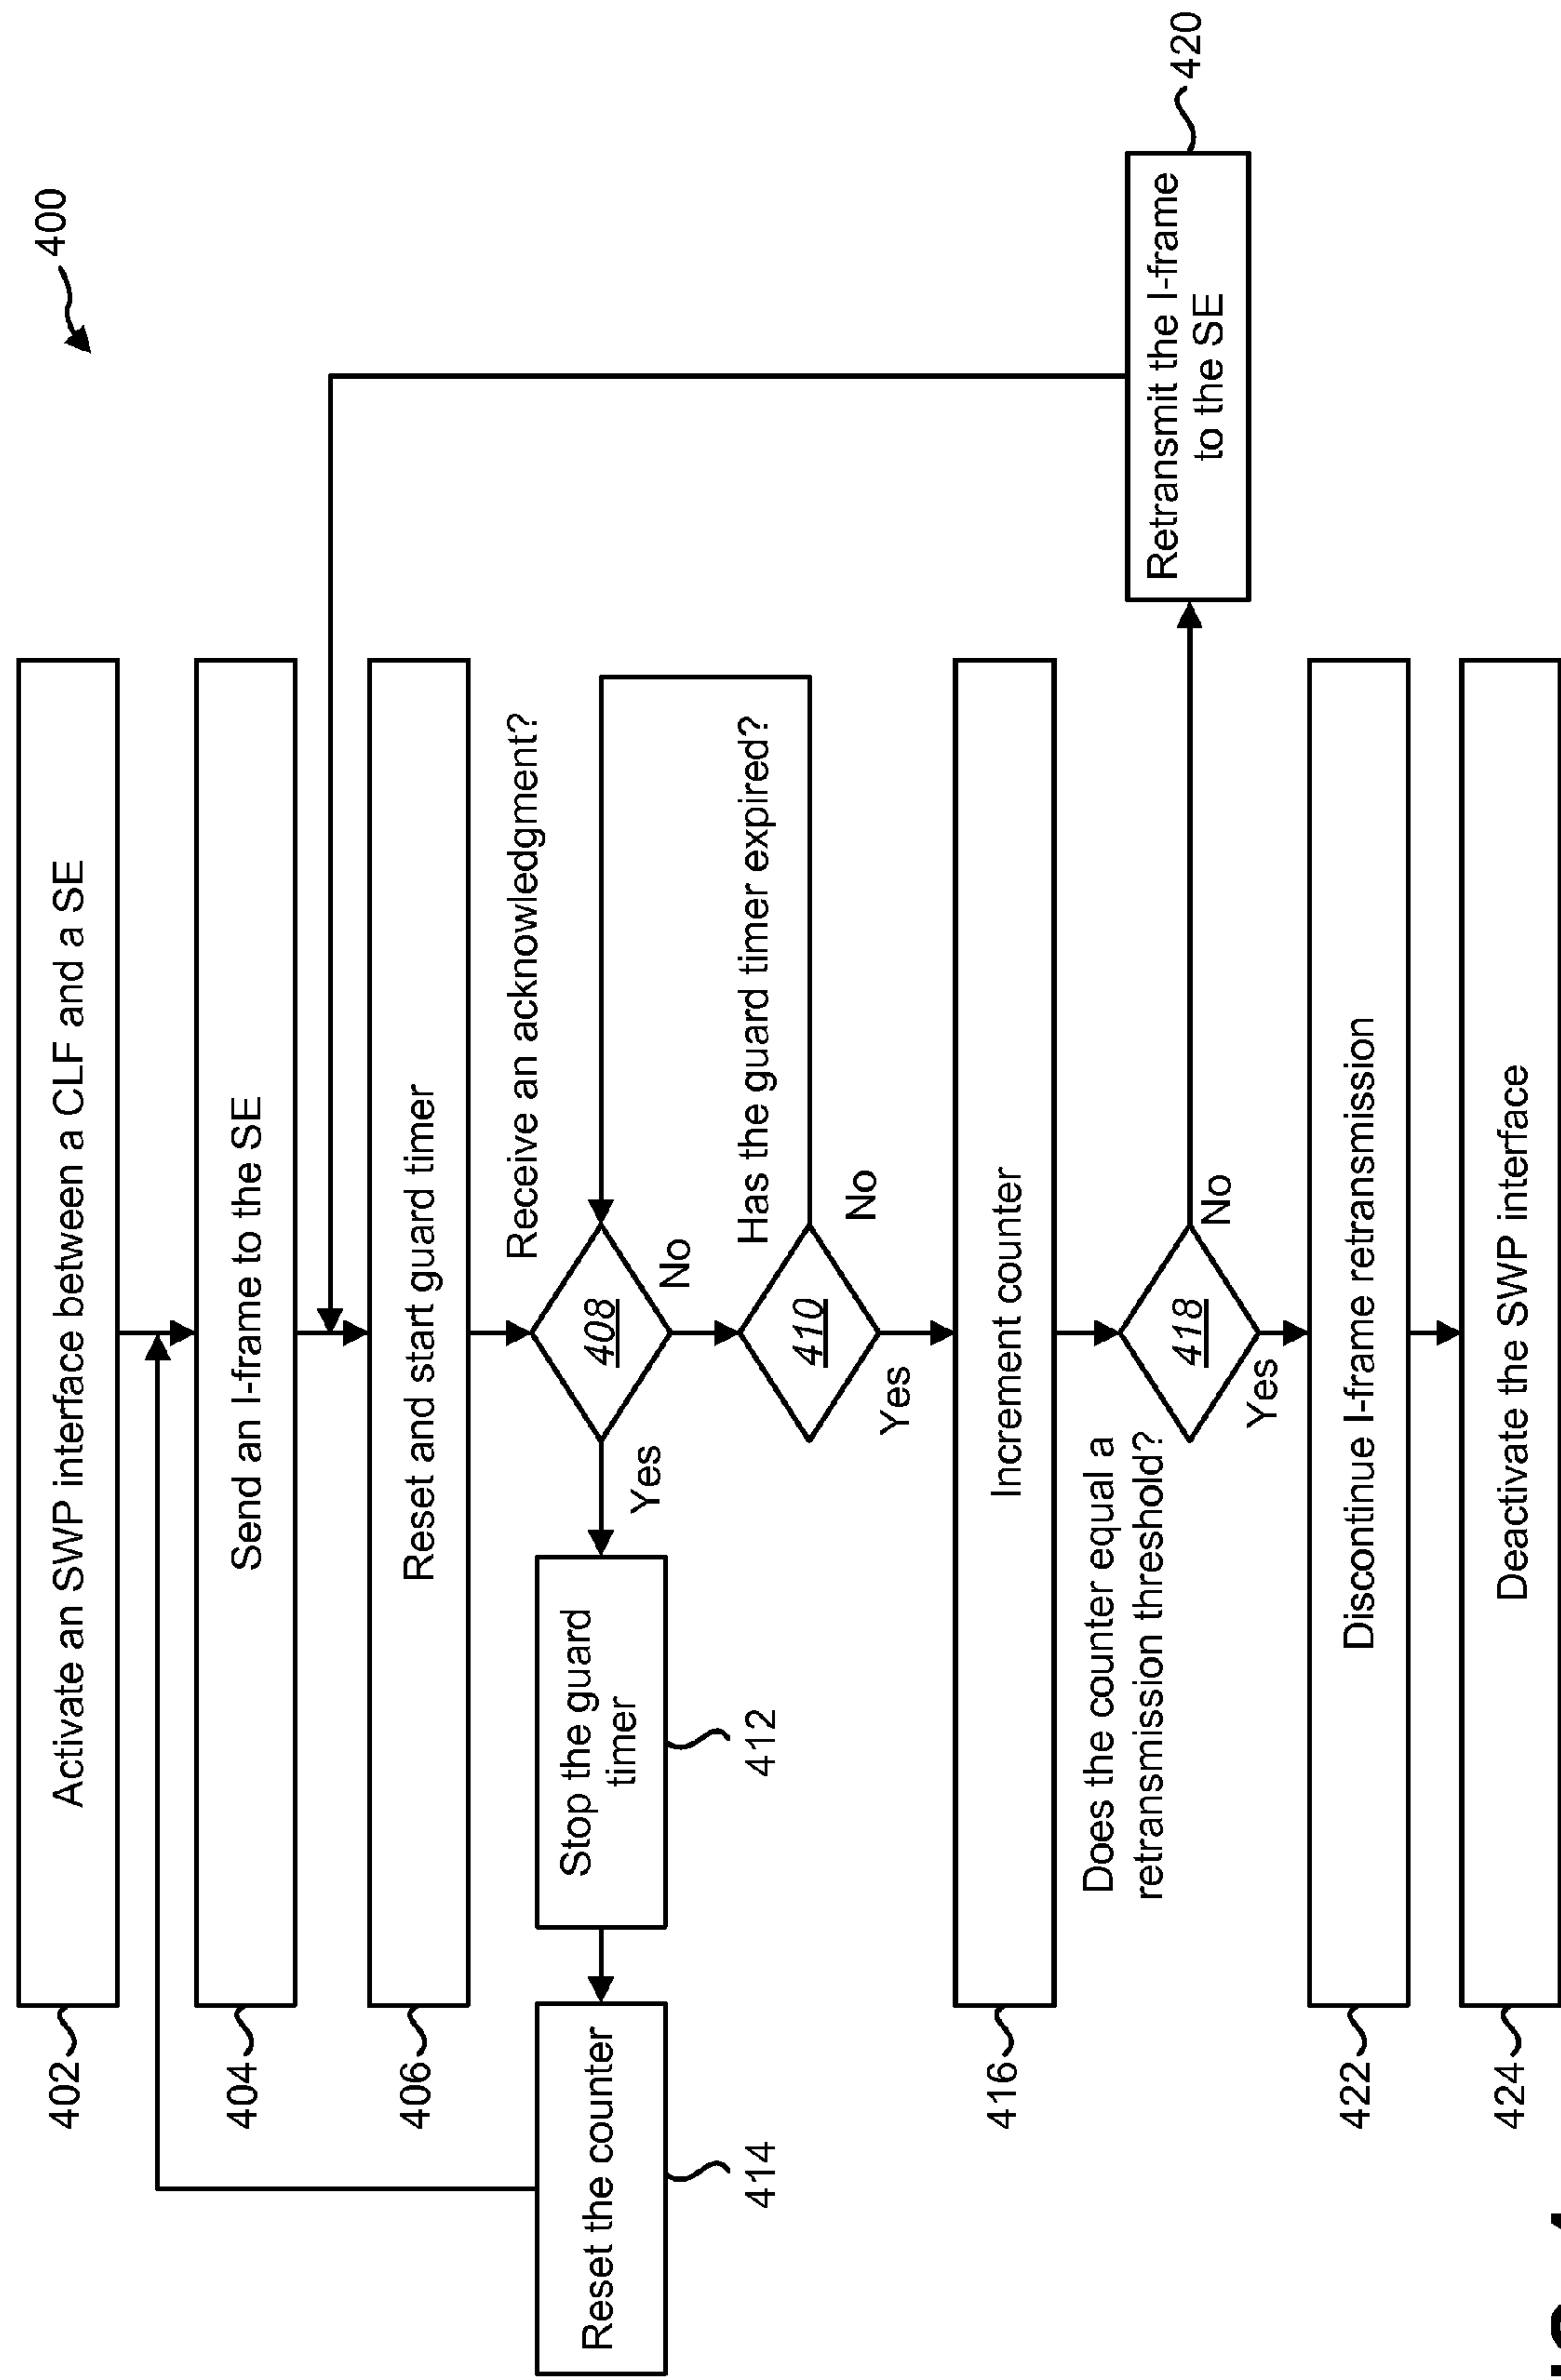 400
402
Activate an SWP interface between a CLF and a SE
404
Send an I-frame to the SE
406
Reset and start guard timer
Receive an acknowledgment?
408
Yes
No
Stop the guard
timer
412
Reset the counter
414
Has the guard timer expired?
410
No
Yes
416
Increment counter
Does the counter equal a
retransmission threshold?
418
No
Yes
Retransmit the I-frame
to the SE
420
422
Discontinue I-frame retransmission
424
Deactivate the SWP interface